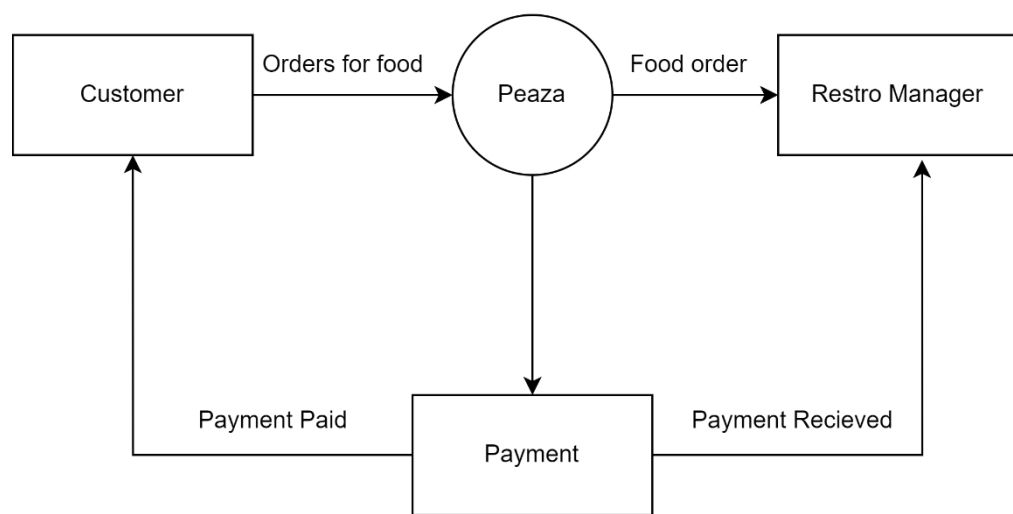 Orders for food
Food order
Customer
Peaza
Restro Manager
Payment Paid
Payment Recieved
Payment